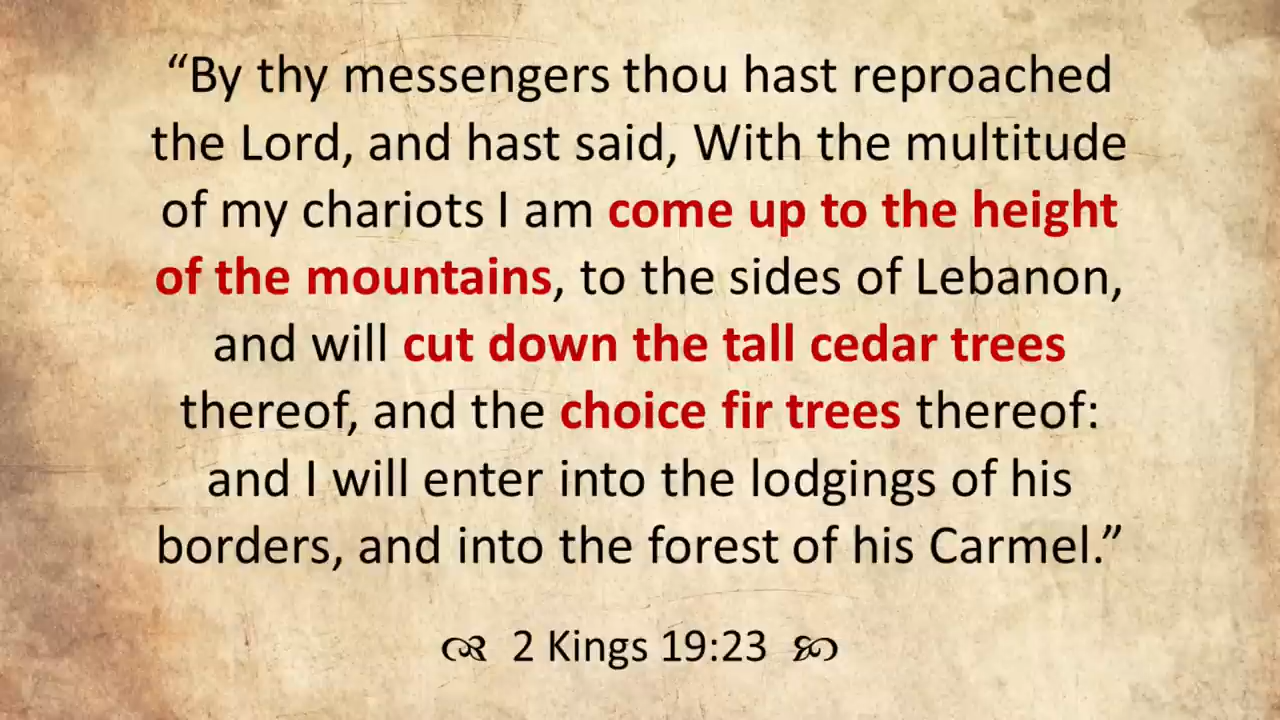 “By thy messengers thou hast reproached
the Lord, and hast said, With the multitude
of my chariots I am come up to the height
of the mountains, to the sides of Lebanon,
and will cut down the tall cedar trees
thereof, and the choice fir trees thereof:
and I will enter into the lodgings of his
borders, and into the forest of his Carmel.”
2 Kings 19:23